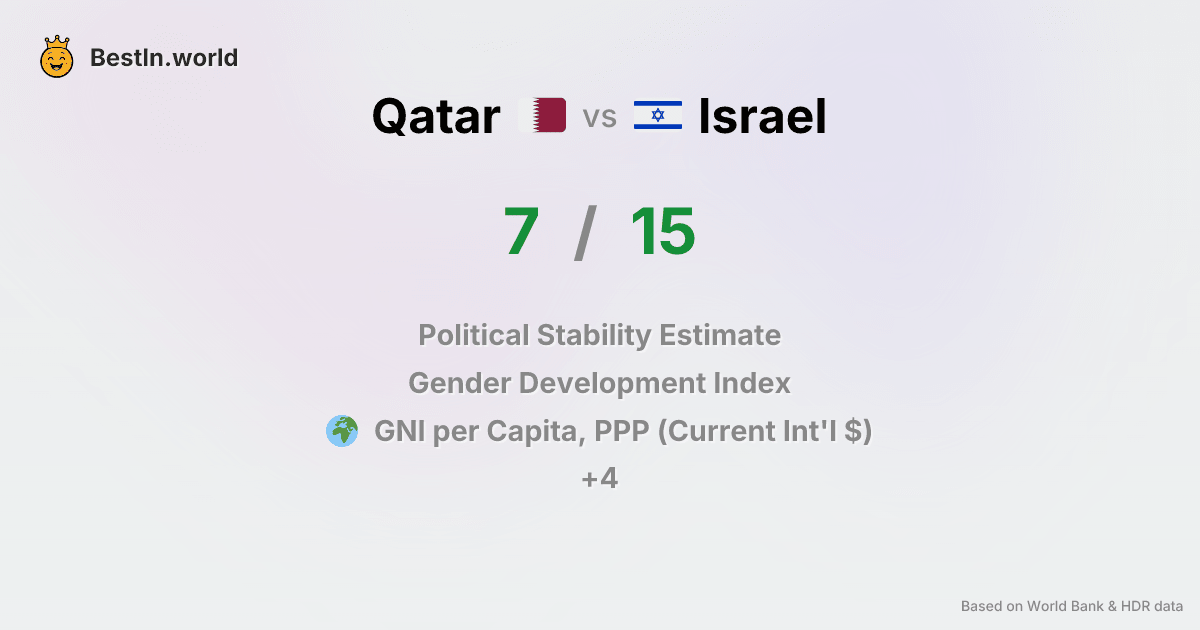 BestIn.world
Qatar vs Israel
7 / 15
Political Stability Estimate
Gender Development Index
GNI per Capita, PPP (Current Int'l $)
+4
Based on World Bank & HDR data